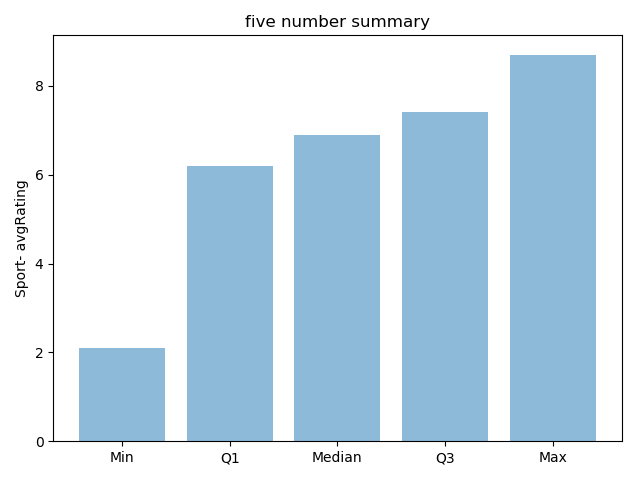 five number summary
Sport- avgRating
8
6
4
2
0
Min
Q1
Median
Q3
Max